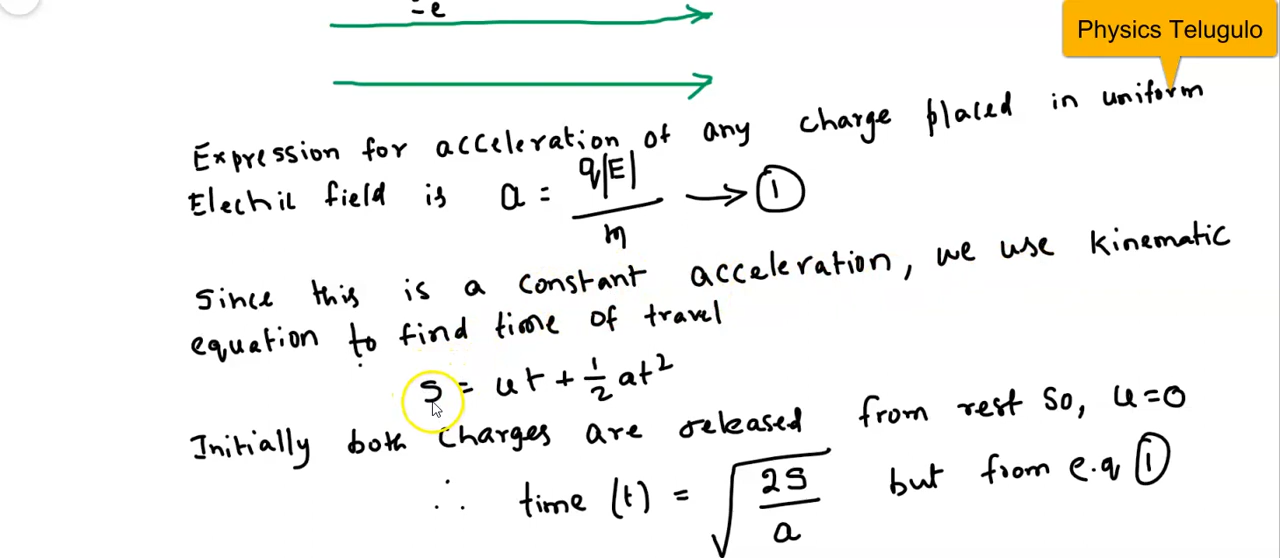 -e
Physics Telugulo
Expression for acceleration of any charge placed in uniform
Electric field is a = q|E| / m → ①
Since this is a constant acceleration, we use kinematic
equation to find time of travel
S = ut + 1/2 at²
Initially both charges are released from rest so, u=0
∴ time (t) = √(2S/a) but from e.q ①